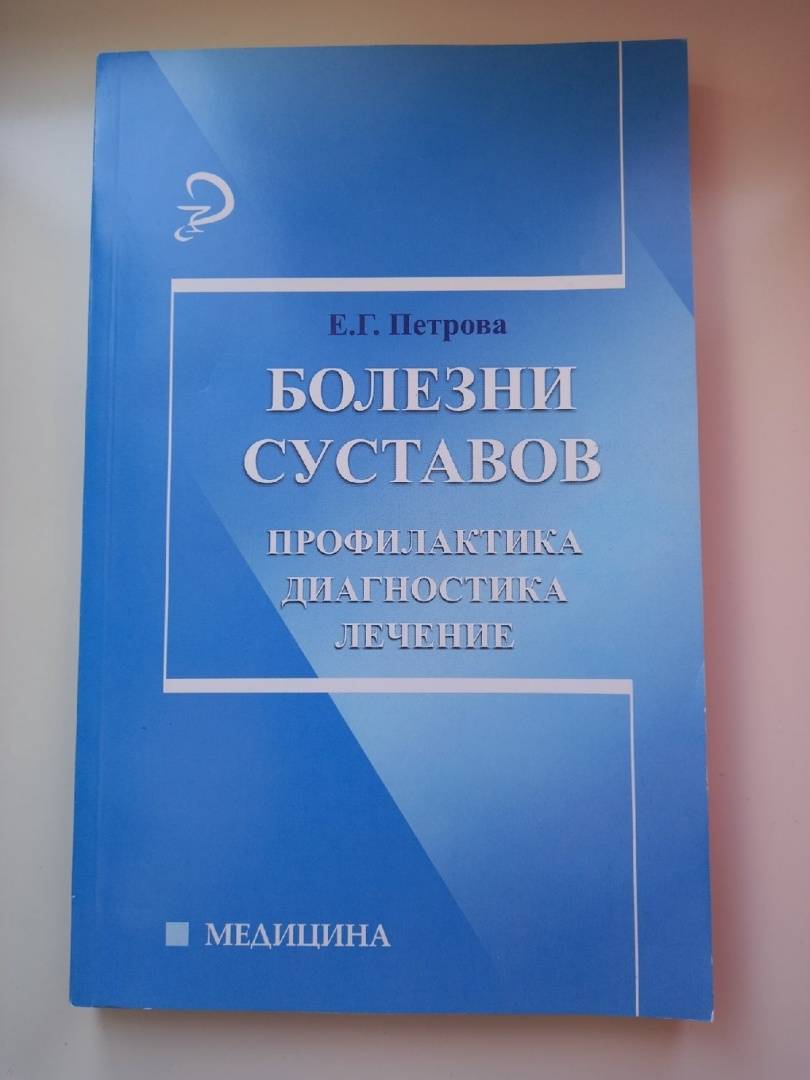 Е.Г. Петрова
БОЛЕЗНИ
СУСТАВОВ
ПРОФИЛАКТИКА
ДИАГНОСТИКА
ЛЕЧЕНИЕ
МЕДИЦИНА